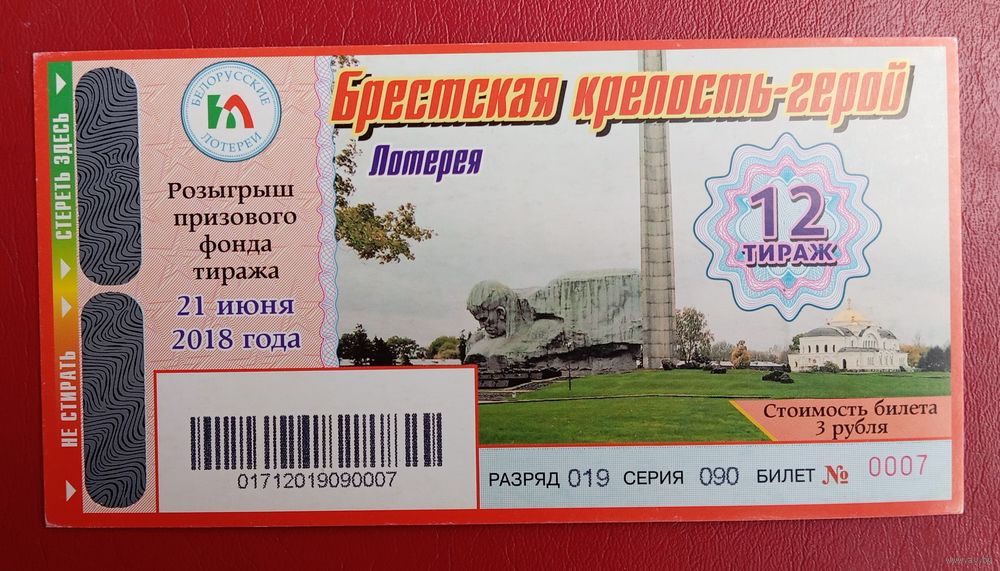 СТЕРЕТЬ ЗДЕСЬ
НЕ СТИРАТЬ
БЕЛОРУССКИЕ
ЛОТЕРЕИ
Розыгрыш
призового
фонда
тиража
21 июня
2018 года
Брестская крепость-герой
Лотерея
12
ТИРАЖ
Стоимость билета
3 рубля
01712019090007
РАЗРЯД 019 СЕРИЯ 090 БИЛЕТ № 0007